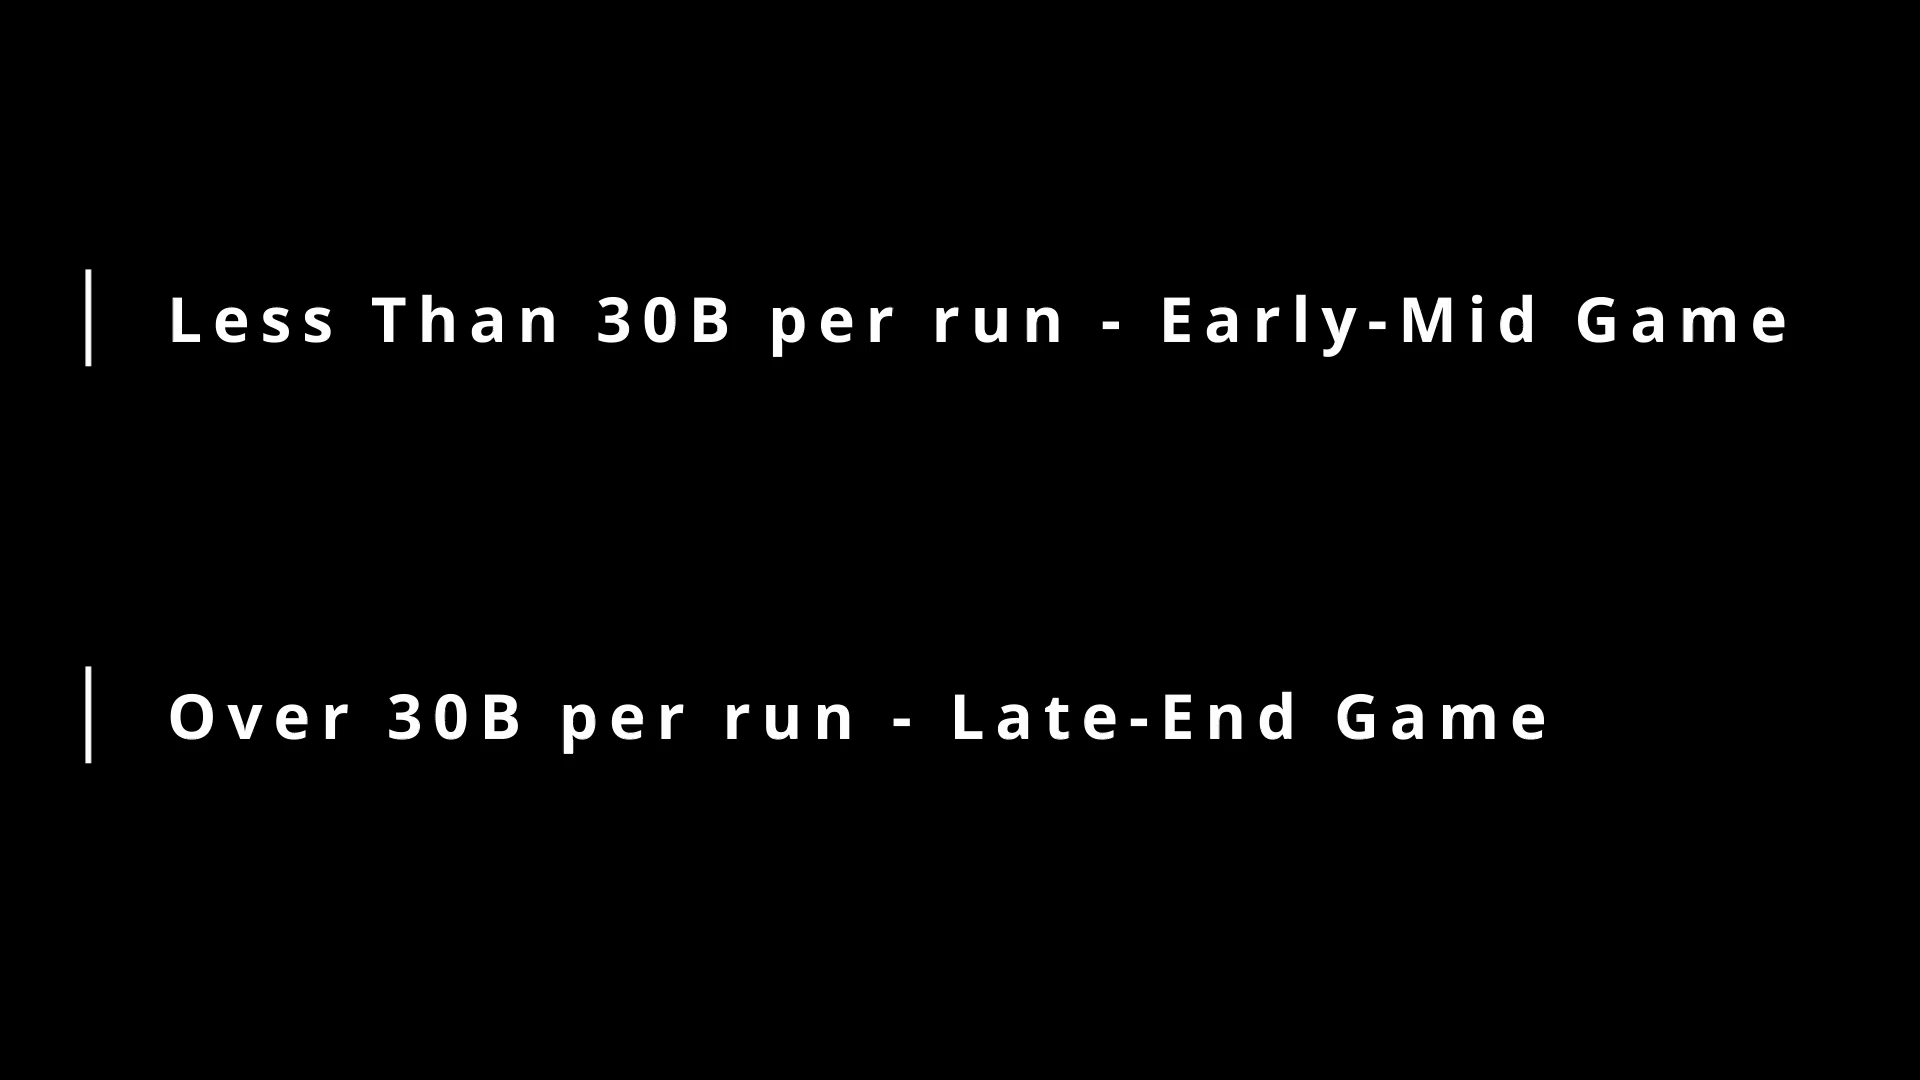 Less Than 30B per run - Early-Mid Game
Over 30B per run - Late-End Game